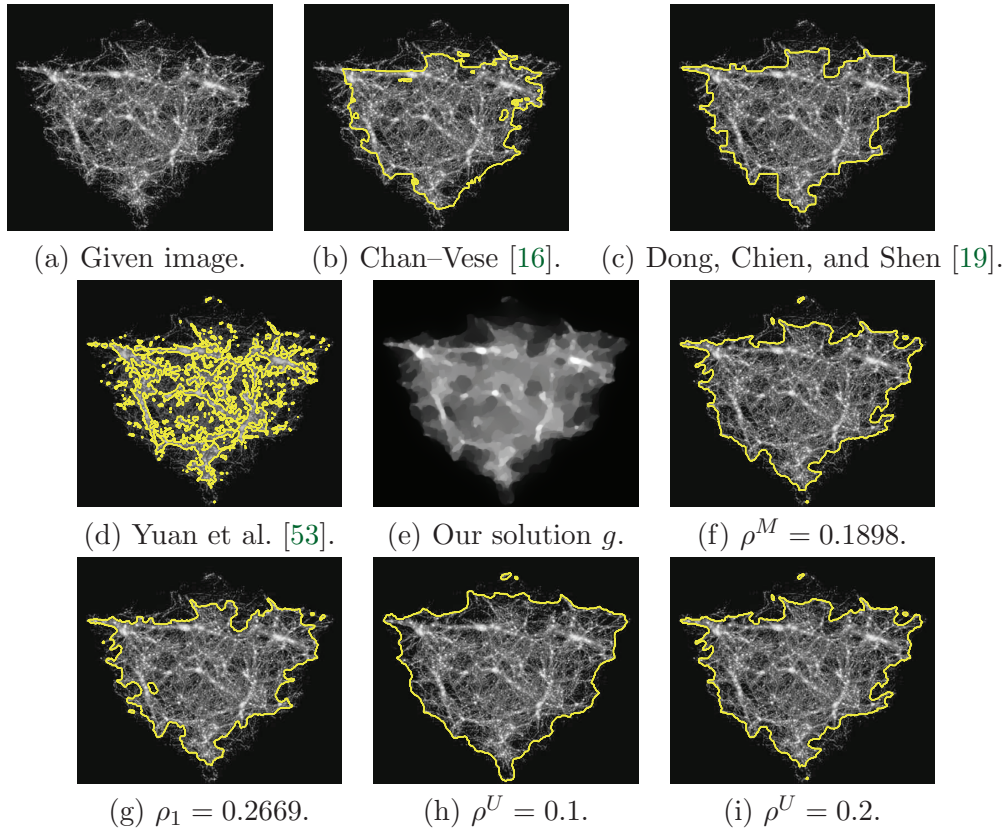 (a) Given image. (b) Chan–Vese [16]. (c) Dong, Chien, and Shen [19].
(d) Yuan et al. [53]. (e) Our solution g. (f) ρ^M = 0.1898.
(g) ρ₁ = 0.2669. (h) ρ^U = 0.1. (i) ρ^U = 0.2.